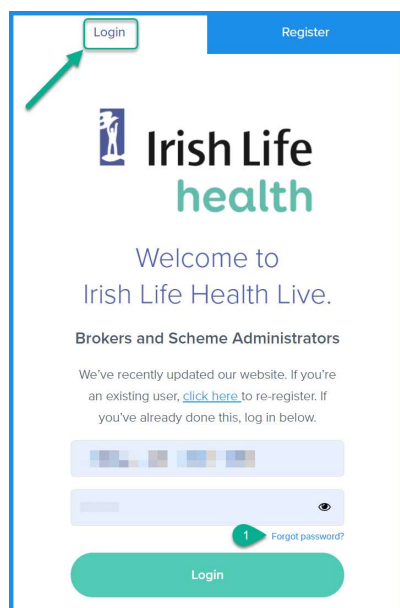 Login
Register
Irish Life
health
Welcome to
Irish Life Health Live.
Brokers and Scheme Administrators
We've recently updated our website. If you're
an existing user, click here to re-register. If
you've already done this, log in below.
1 Forgot password?
Login